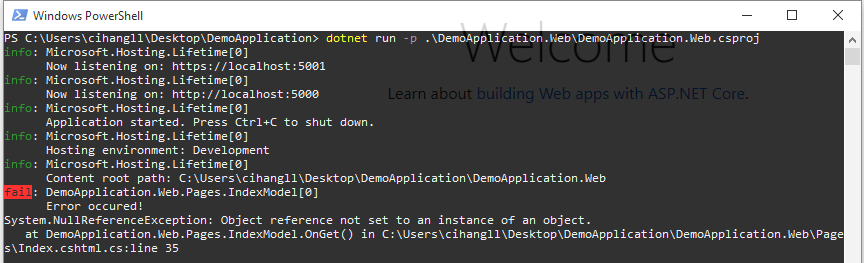 Windows PowerShell
PS C:\Users\cihangll\Desktop\DemoApplication> dotnet run -p .\DemoApplication.Web\DemoApplication.Web.csproj
info: Microsoft.Hosting.Lifetime[0]
Now listening on: https://localhost:5001
info: Microsoft.Hosting.Lifetime[0]
Now listening on: http://localhost:5000
info: Microsoft.Hosting.Lifetime[0]
Application started. Press Ctrl+C to shut down.
info: Microsoft.Hosting.Lifetime[0]
Hosting environment: Development
info: Microsoft.Hosting.Lifetime[0]
Content root path: C:\Users\cihangll\Desktop\DemoApplication\DemoApplication.Web
fail: DemoApplication.Web.Pages.IndexModel[0]
Error occured!
System.NullReferenceException: Object reference not set to an instance of an object.
at DemoApplication.Web.Pages.IndexModel.OnGet() in C:\Users\cihangll\Desktop\DemoApplication\DemoApplication.Web\Page
s\Index.cshtml.cs:line 35
Welcome
Learn about building Web apps with ASP.NET Core.